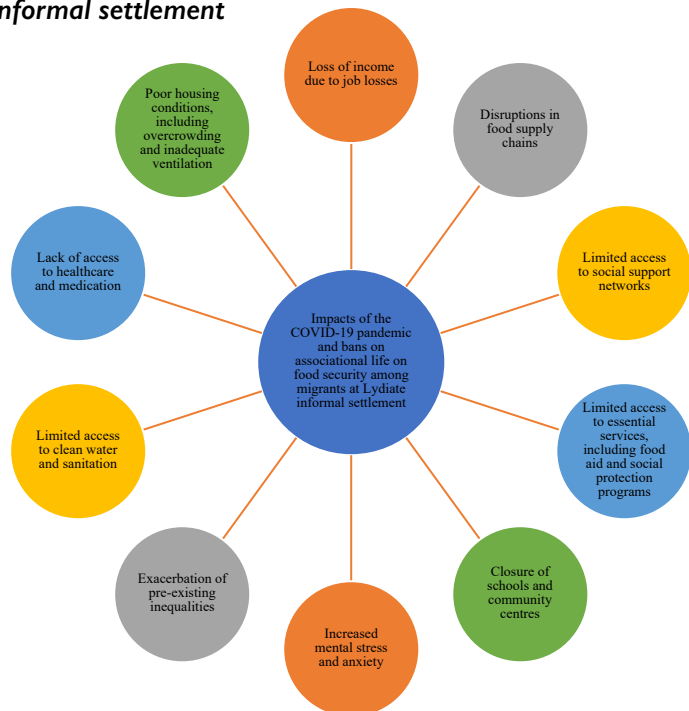 nformal settlement
Loss of income
due to job losses
Disruptions in
food supply
chains
Limited access
to social support
networks
Limited access
to essential
services,
including food
aid and social
protection
programs
Closure of
schools and
community
centres
Increased
mental stress
and anxiety
Exacerbation of
pre-existing
inequalities
Limited access
to clean water
and sanitation
Lack of access
to healthcare
and medication
Poor housing
conditions,
including
overcrowding
and inadequate
ventilation
Impacts of the
COVID-19 pandemic
and bans on
associational life on
food security among
migrants at Lydiate
informal settlement